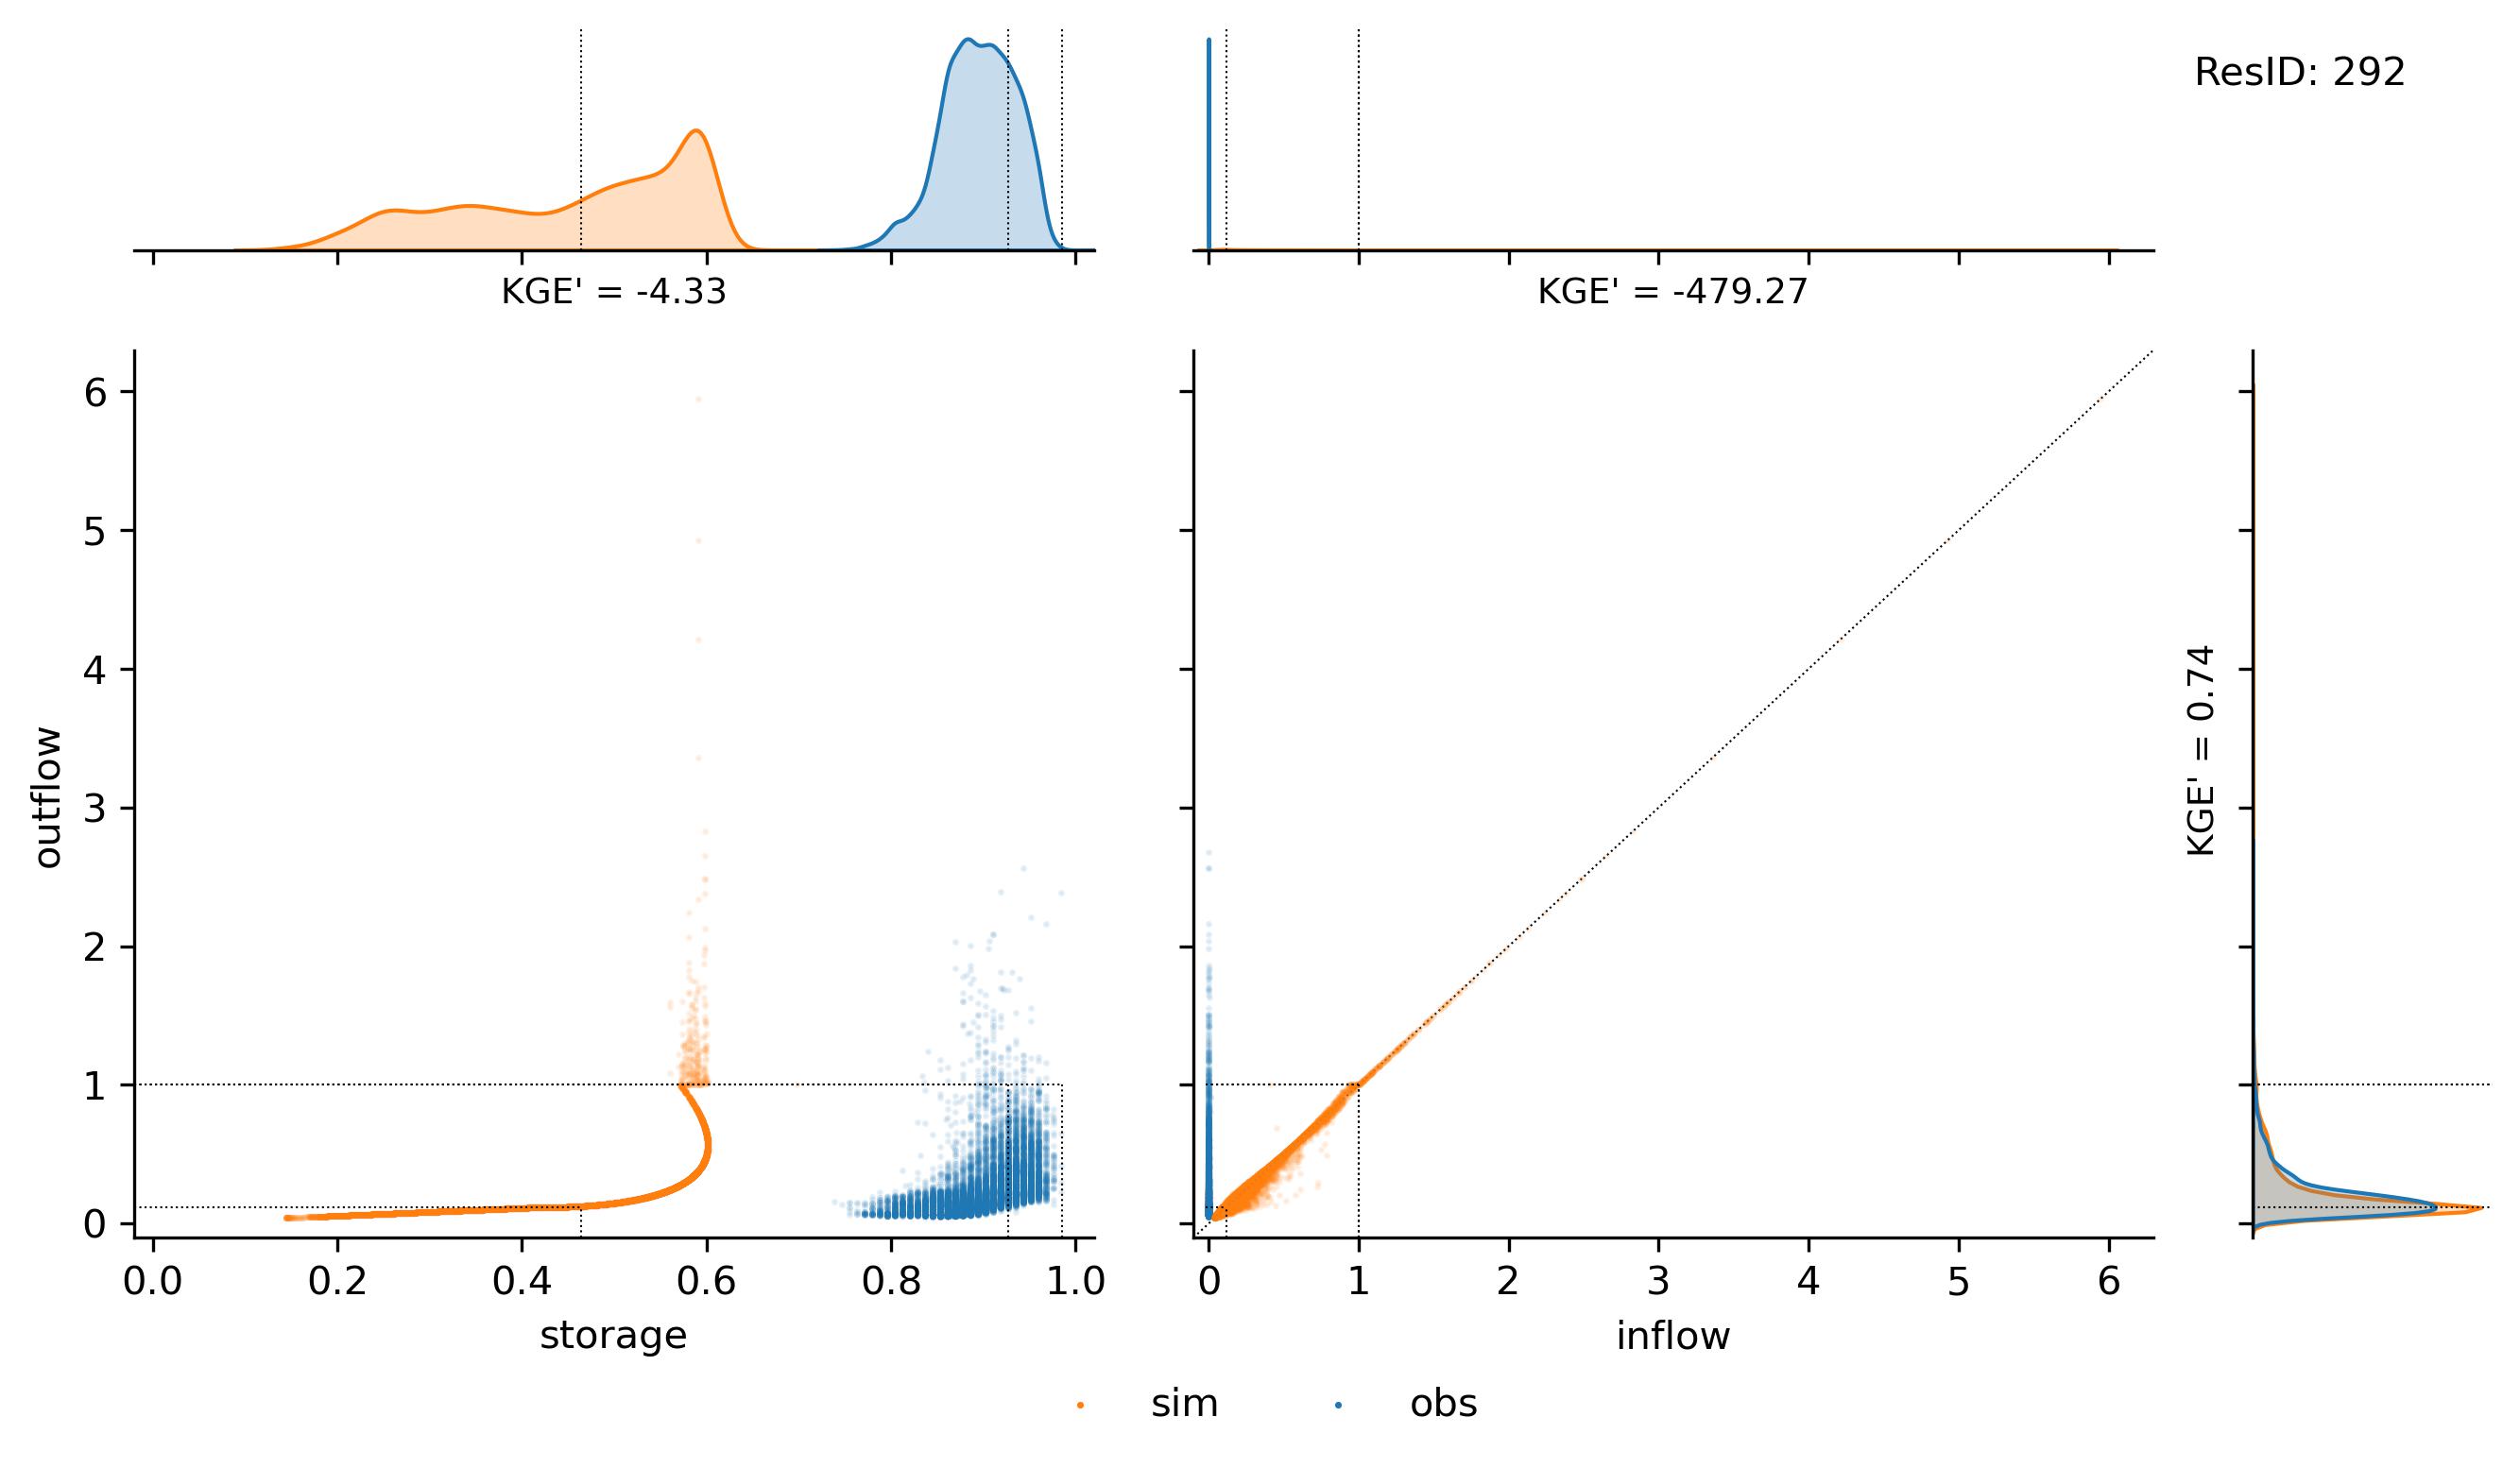 ResID: 292
KGE' = -4.33
KGE' = -479.27
outflow
6
5
4
3
2
1
0
KGE' = 0.74
0.0 0.2 0.4 0.6 0.8 1.0
0 1 2 3 4 5 6
storage
inflow
sim obs